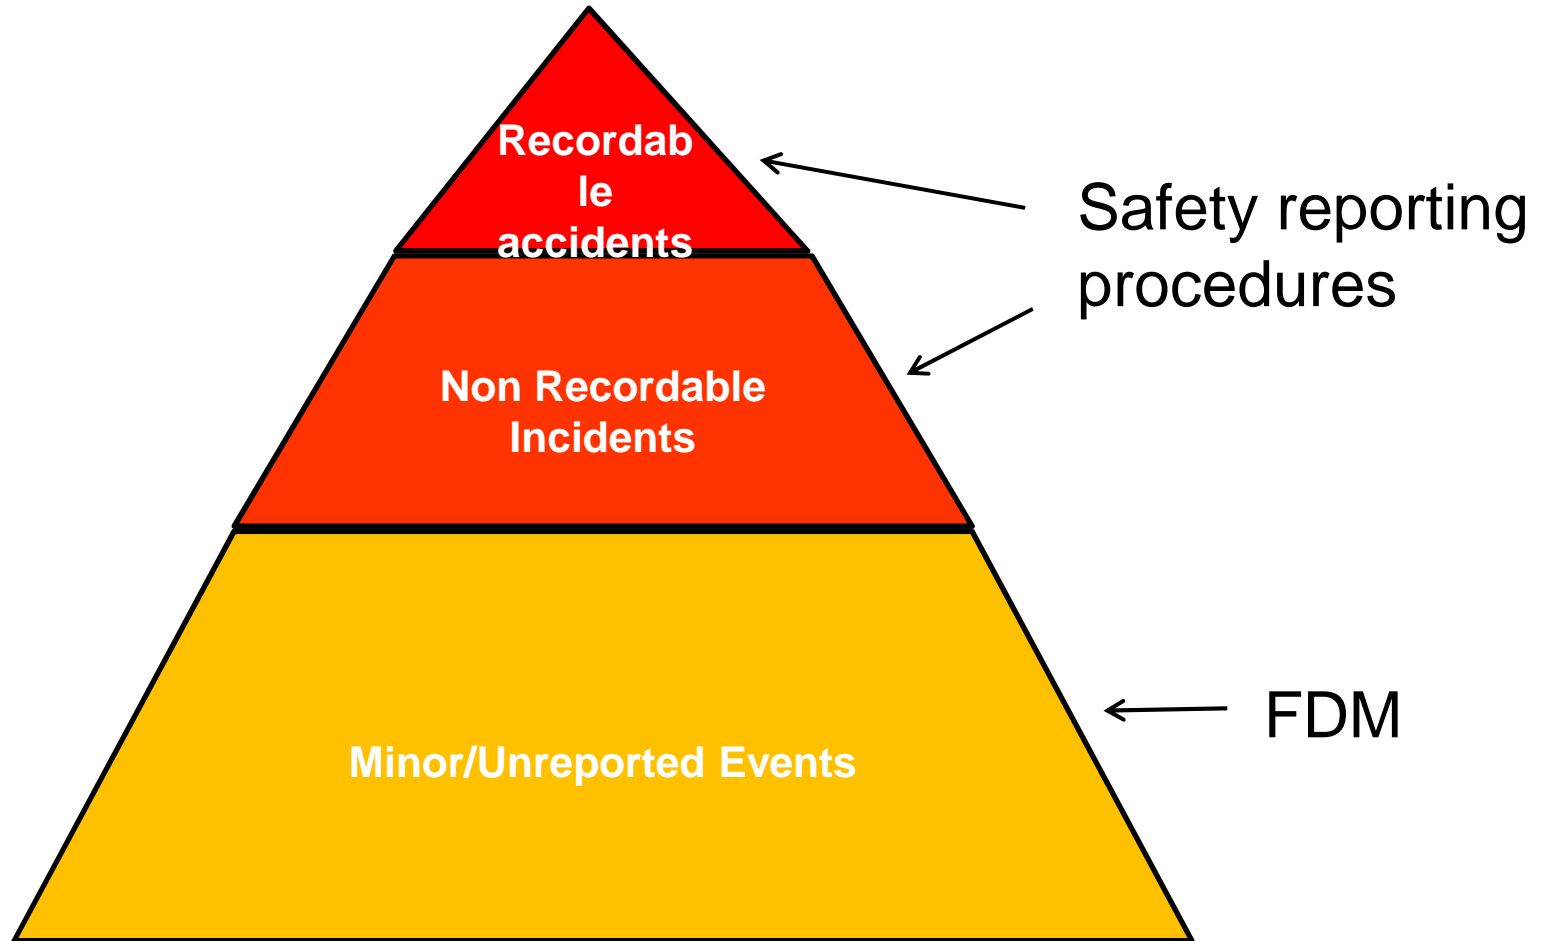 Recordab
le
accidents
Safety reporting
procedures
Non Recordable
Incidents
FDM
Minor/Unreported Events